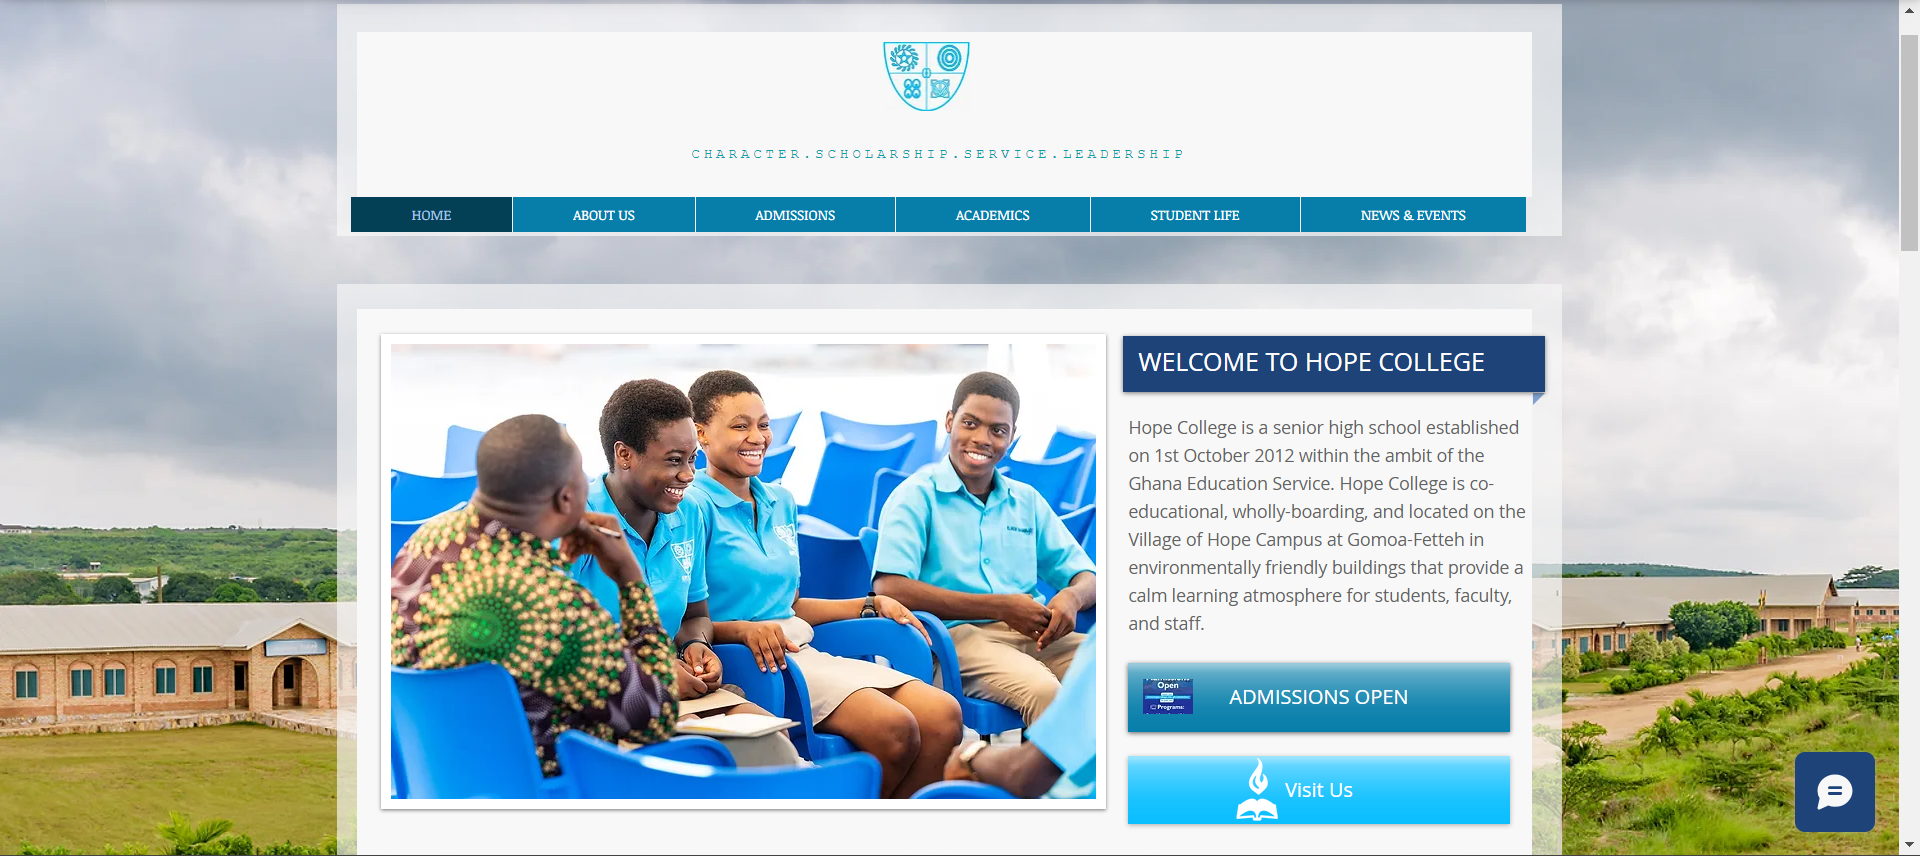 CHARACTER.SCHOLARSHIP.SERVICE.LEADERSHIP
HOME
ABOUT US
ADMISSIONS
ACADEMICS
STUDENT LIFE
NEWS & EVENTS
WELCOME TO HOPE COLLEGE
Hope College is a senior high school established
on 1st October 2012 within the ambit of the
Ghana Education Service. Hope College is co-
educational, wholly-boarding, and located on the
Village of Hope Campus at Gomoa-Fetteh in
environmentally friendly buildings that provide a
calm learning atmosphere for students, faculty,
and staff.
Open
Programs:
ADMISSIONS OPEN
Visit Us